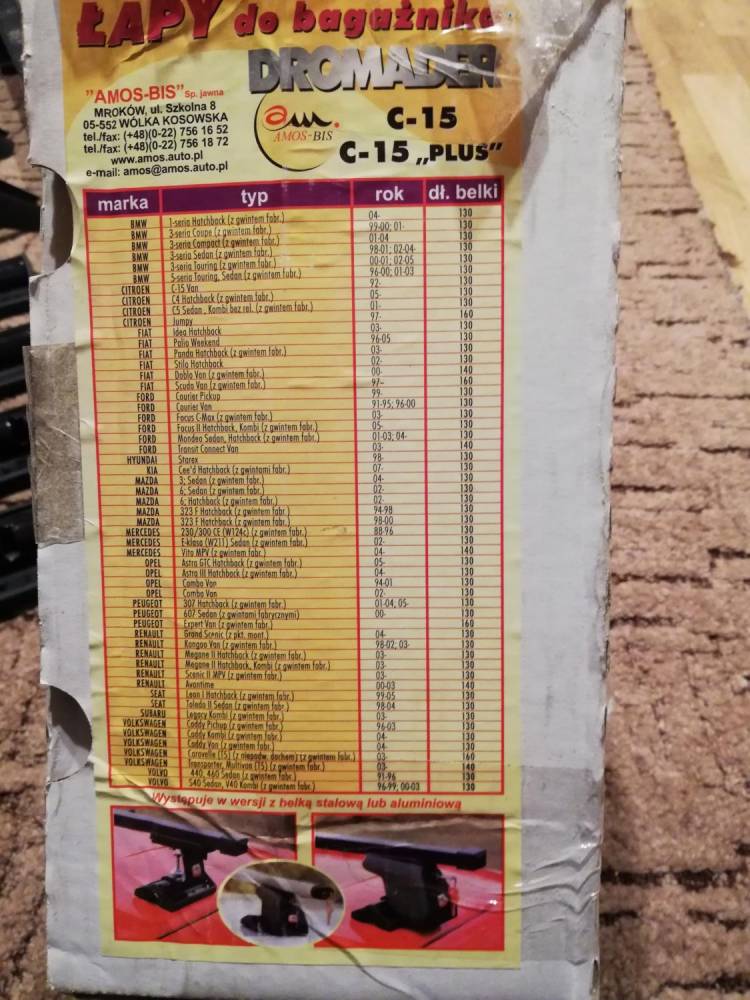 ŁAPY do bagażnika
DROMADER
"AMOS-BIS" Sp. jawna
MROKÓW, ul. Szkolna 8
05-552 WÓLKA KOSOWSKA
tel./fax: (+48)(0-22) 756 16 52
tel./fax: (+48)(0-22) 756 18 72
www.amos.auto.pl
e-mail: amos@amos.auto.pl
am.
AMOS-BIS
C-15
C-15 „PLUS"
marka typ rok dł. belki
BMW 1-seria Hatchback (z gwintem fabr.) 04- 130
BMW 3-seria Coupe (z gwintem fabr.) 99-00; 01- 130
BMW 3-seria Compact (z gwintem fabr.) 01-04 130
BMW 3-seria Sedan (z gwintem fabr.) 98-01; 02-04 130
BMW 3-seria Touring (z gwintem fabr.) 00-01; 02-05 130
BMW 5-seria Touring, Sedan (z gwintem fabr.) 96-00; 01-03 130
CITROEN C-15 Van 92- 130
CITROEN C4 Hatchback (z gwintem fabr.) 05- 130
CITROEN C5 Sedan , Kombi bez rel. (z gwintem fabr.) 01- 130
CITROEN Jumpy 97- 160
FIAT Idea Hatchback 03- 130
FIAT Palio Weekend 96-05 130
FIAT Panda Hatchback (z gwintem fabr.) 03- 130
FIAT Stilo Hatchback 02- 130
FIAT Doblo Van (z gwintem fabr.) 00- 140
FIAT Scudo Van (z gwintem fabr.) 97- 160
FORD Courier Pickup 99- 130
FORD Courier Van 91-95; 96-00 130
FORD Focus C-Max (z gwintem fabr.) 03- 130
FORD Focus II Hatchback, Kombi (z gwintem fabr.) 05- 130
FORD Mondeo Sedan, Hatchback (z gwintem fabr.) 01-03; 04- 130
FORD Transit Connect Van 03- 140
HYUNDAI Starex 98- 130
KIA Cee'd Hatchback (z gwintami fabr.) 07- 130
MAZDA 3; Sedan (z gwintem fabr.) 04- 130
MAZDA 6; Sedan (z gwintem fabr.) 02- 130
MAZDA 6; Hatchback (z gwintem fabr.) 02- 130
MAZDA 323 F Hatchback (z gwintem fabr.) 94-98 130
MAZDA 323 F Hatchback (z gwintem fabr.) 98-00 130
MERCEDES 230/300 CE (W124c) (z gwintem fabr.) 88-96 130
MERCEDES E-klasa (W211) Sedan (z gwintem fabr.) 02- 130
MERCEDES Vito MPV (z gwintem fabr.) 04- 140
OPEL Astra GTC Hatchback (z gwintem fabr.) 05- 130
OPEL Astra III Hatchback (z gwintem fabr.) 04- 130
OPEL Combo Van 94-01 130
OPEL Combo Van 02- 130
PEUGEOT 307 Hatchback (z gwintem fabr.) 01-04; 05- 130
PEUGEOT 607 Sedan (z gwintami fabrycznymi) 00- 130
PEUGEOT Expert Van (z gwintem fabr.) 160
RENAULT Grand Scenic (z pkt. mont.) 04- 130
RENAULT Kangoo Van (z gwintem fabr.) 98-02; 03- 130
RENAULT Megane II Hatchback (z gwintem fabr.) 03- 130
RENAULT Megane II Hatchback, Kombi (z gwintem fabr.) 03- 130
RENAULT Scenic II MPV (z gwintem fabr.) 03- 130
RENAULT Avantime 00-03 140
SEAT Leon I Hatchback (z gwintem fabr.) 99-05 130
SEAT Toledo II Sedan (z gwintem fabr.) 98-04 130
SUBARU Legacy Kombi (z gwintem fabr.) 03- 130
VOLKSWAGEN Caddy Pickup (z gwintem fabr.) 96-03 130
VOLKSWAGEN Caddy Kombi (z gwintem fabr.) 04- 130
VOLKSWAGEN Caddy Van (z gwintem fabr.) 04- 130
VOLKSWAGEN Caravelle (T5) (z niepodw. dachem) (z gwintem fabr.) 03- 160
VOLKSWAGEN Transporter, Multivan (T5) (z gwintem fabr.) 03- 140
VOLVO 440, 460 Sedan (z gwintem fabr.) 91-96 130
VOLVO S40 Sedan, V40 Kombi (z gwintem fabr.) 96-99; 00-03 130
Występuje w wersji z belką stalową lub aluminiową